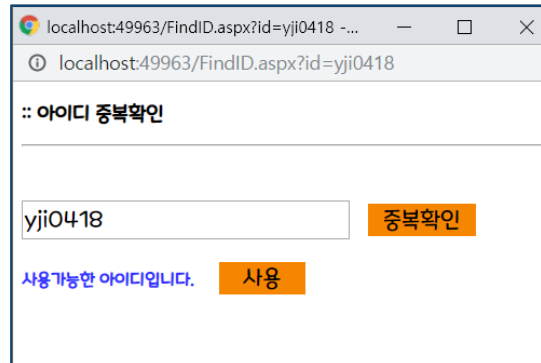 localhost:49963/FindID.aspx?id=yji0418 -...
localhost:49963/FindID.aspx?id=yji0418
:: 아이디 중복확인
yji0418 중복확인
사용가능한 아이디입니다. 사용